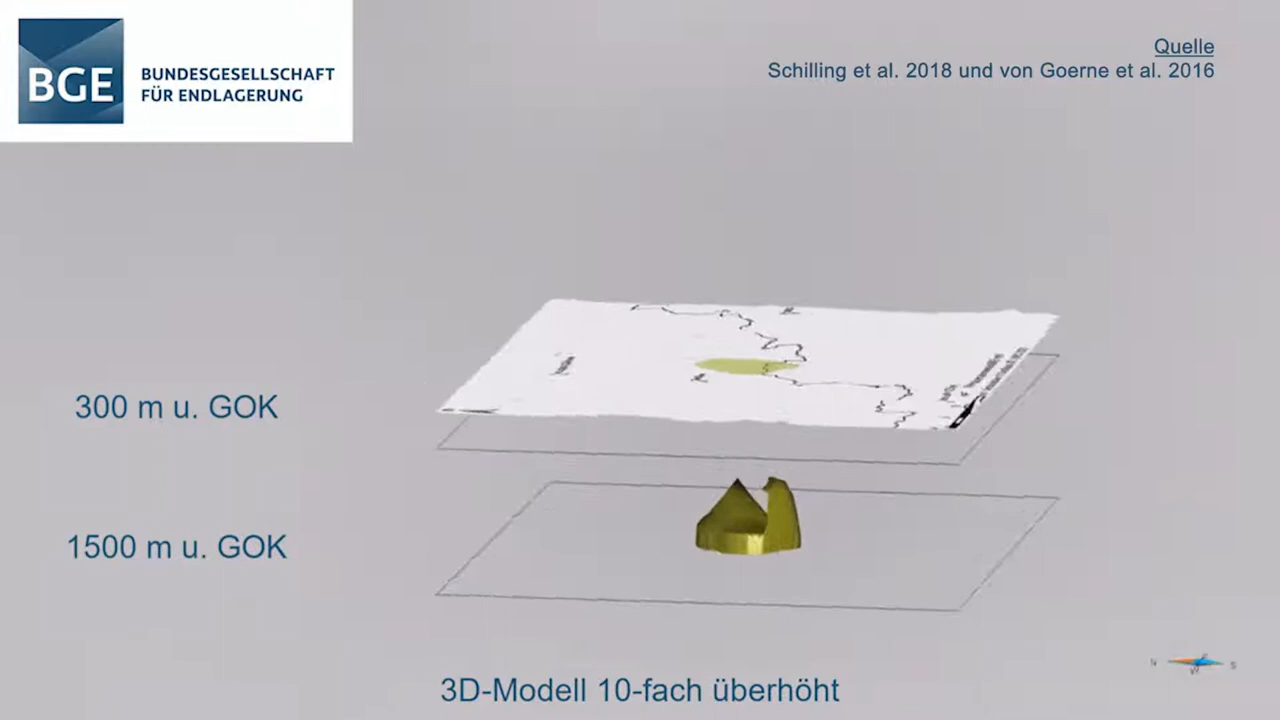 BGE
BUNDESGESELLSCHAFT
FÜR ENDLAGERUNG
Quelle
Schilling et al. 2018 und von Goerne et al. 2016
300 m u. GOK
1500 m u. GOK
3D-Modell 10-fach überhöht
N
S
W